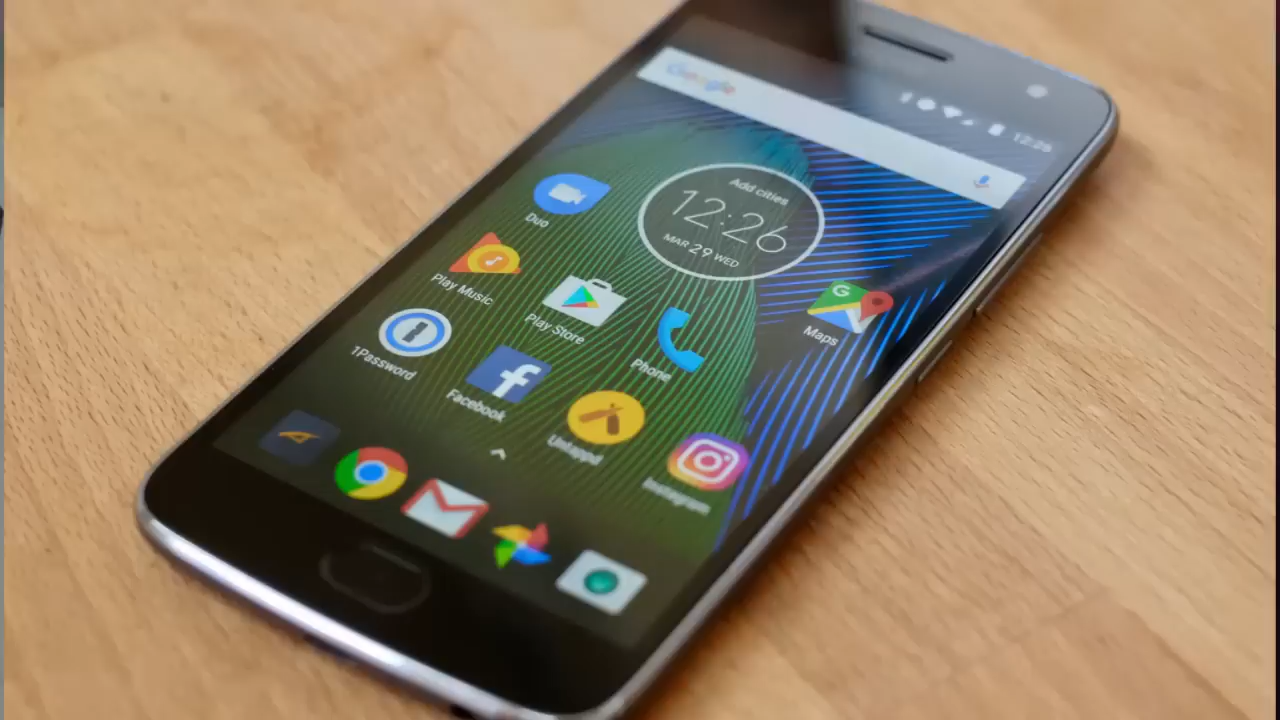 12:26
Google
Add cities
12:26
MAR 29 WED
Duo
Play Music
Play Store
Phone
G
Maps
1Password
Facebook
Untappd
Instagram